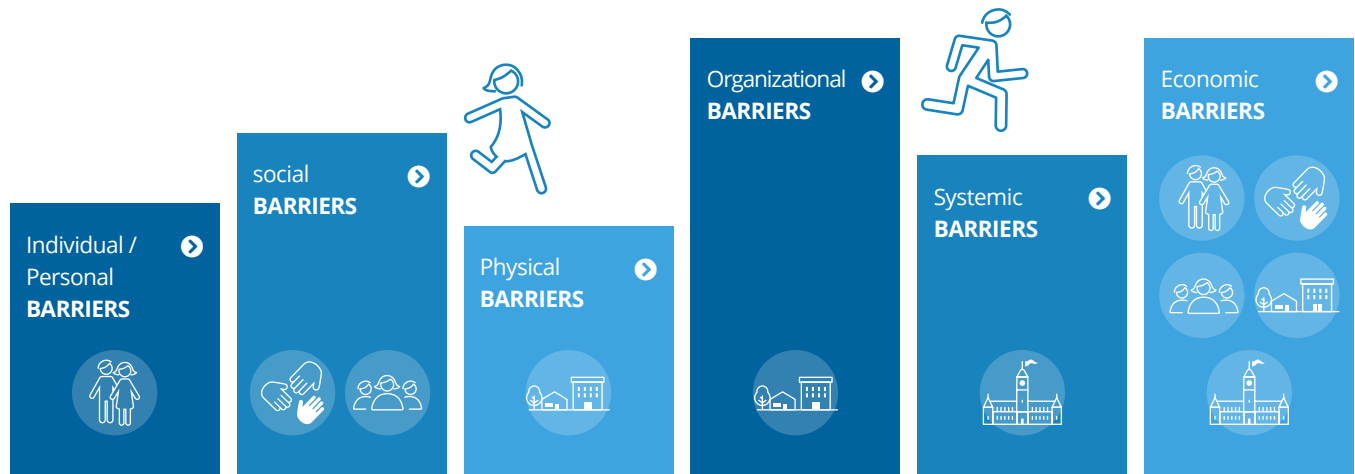 Individual /
Personal
BARRIERS
social
BARRIERS
Physical
BARRIERS
Organizational
BARRIERS
Systemic
BARRIERS
Economic
BARRIERS